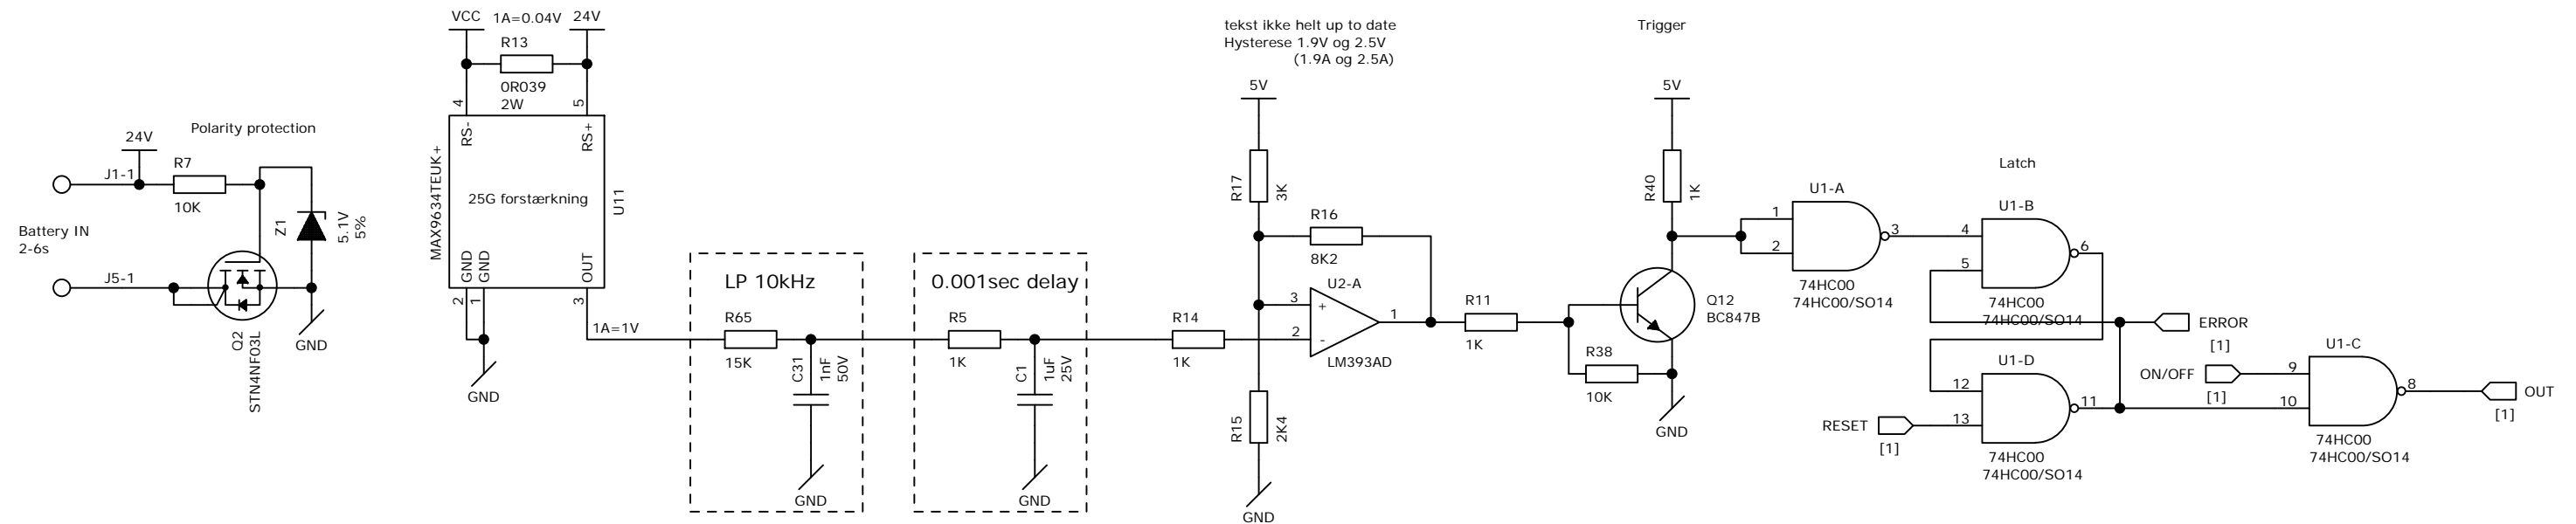 Polarity protection
24V
J1-1
R7
10K
Battery IN
2-6s
J5-1
Z1
5.1V
5%
Q2
STN4NF03L
GND
VCC
1A=0.04V
24V
R13
0R039
2W
4
5
RS-
RS+
MAX9634TEUK+
25G forstærkning
U11
GND
GND
OUT
2
1
3
GND
1A=1V
LP 10kHz
R65
15K
C31
1nF
50V
GND
0.001sec delay
R5
1K
C1
1uF
25V
GND
R14
1K
tekst ikke helt up to date
Hysterese 1.9V og 2.5V
(1.9A og 2.5A)
5V
R17
3K
R16
8K2
U2-A
3
+
2
-
1
LM393AD
R15
2K4
GND
R11
1K
Trigger
5V
R40
1K
Q12
BC847B
R38
10K
GND
U1-A
1
2
3
74HC00
74HC00/SO14
Latch
U1-B
4
5
6
74HC00
74HC00/SO14
ERROR
[1]
U1-D
12
13
11
74HC00
74HC00/SO14
RESET
[1]
ON/OFF
[1]
U1-C
9
10
8
74HC00
74HC00/SO14
OUT
[1]